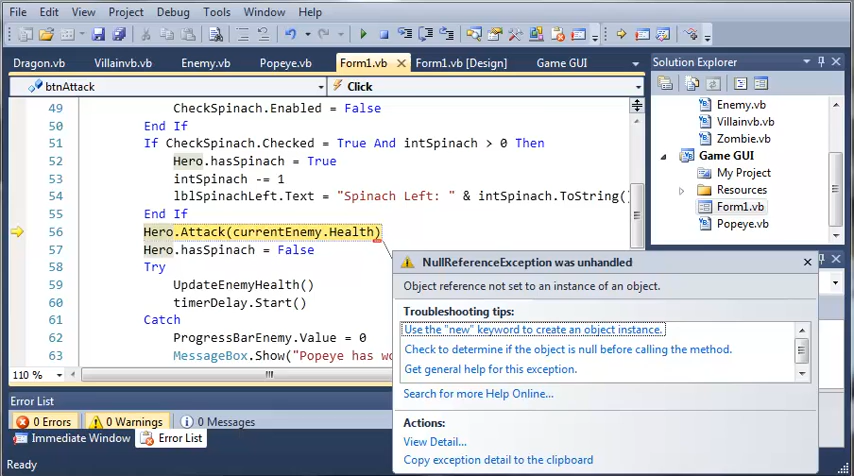 File Edit View Project Debug Tools Window Help
Dragon.vb Villainvb.vb Enemy.vb Popeye.vb Form1.vb Form1.vb [Design] Game GUI
btnAttack Click
49 CheckSpinach.Enabled = False
50 End If
51 If CheckSpinach.Checked = True And intSpinach > 0 Then
52 Hero.hasSpinach = True
53 intSpinach -= 1
54 lblSpinachLeft.Text = "Spinach Left: " & intSpinach.ToString()
55 End If
56 Hero.Attack(currentEnemy.Health)
57 Hero.hasSpinach = False
58 Try
59 UpdateEnemyHealth()
60 timerDelay.Start()
61 Catch
62 ProgressBarEnemy.Value = 0
63 MessageBox.Show("Popeye has wo
110 %
Solution Explorer
Enemy.vb
Villainvb.vb
Zombie.vb
Game GUI
My Project
Resources
Form1.vb
Popeye.vb
NullReferenceException was unhandled
Object reference not set to an instance of an object.
Troubleshooting tips:
Use the "new" keyword to create an object instance.
Check to determine if the object is null before calling the method.
Get general help for this exception.
Search for more Help Online...
Actions:
View Detail...
Copy exception detail to the clipboard
Error List
0 Errors 0 Warnings 0 Messages
Immediate Window Error List
Ready